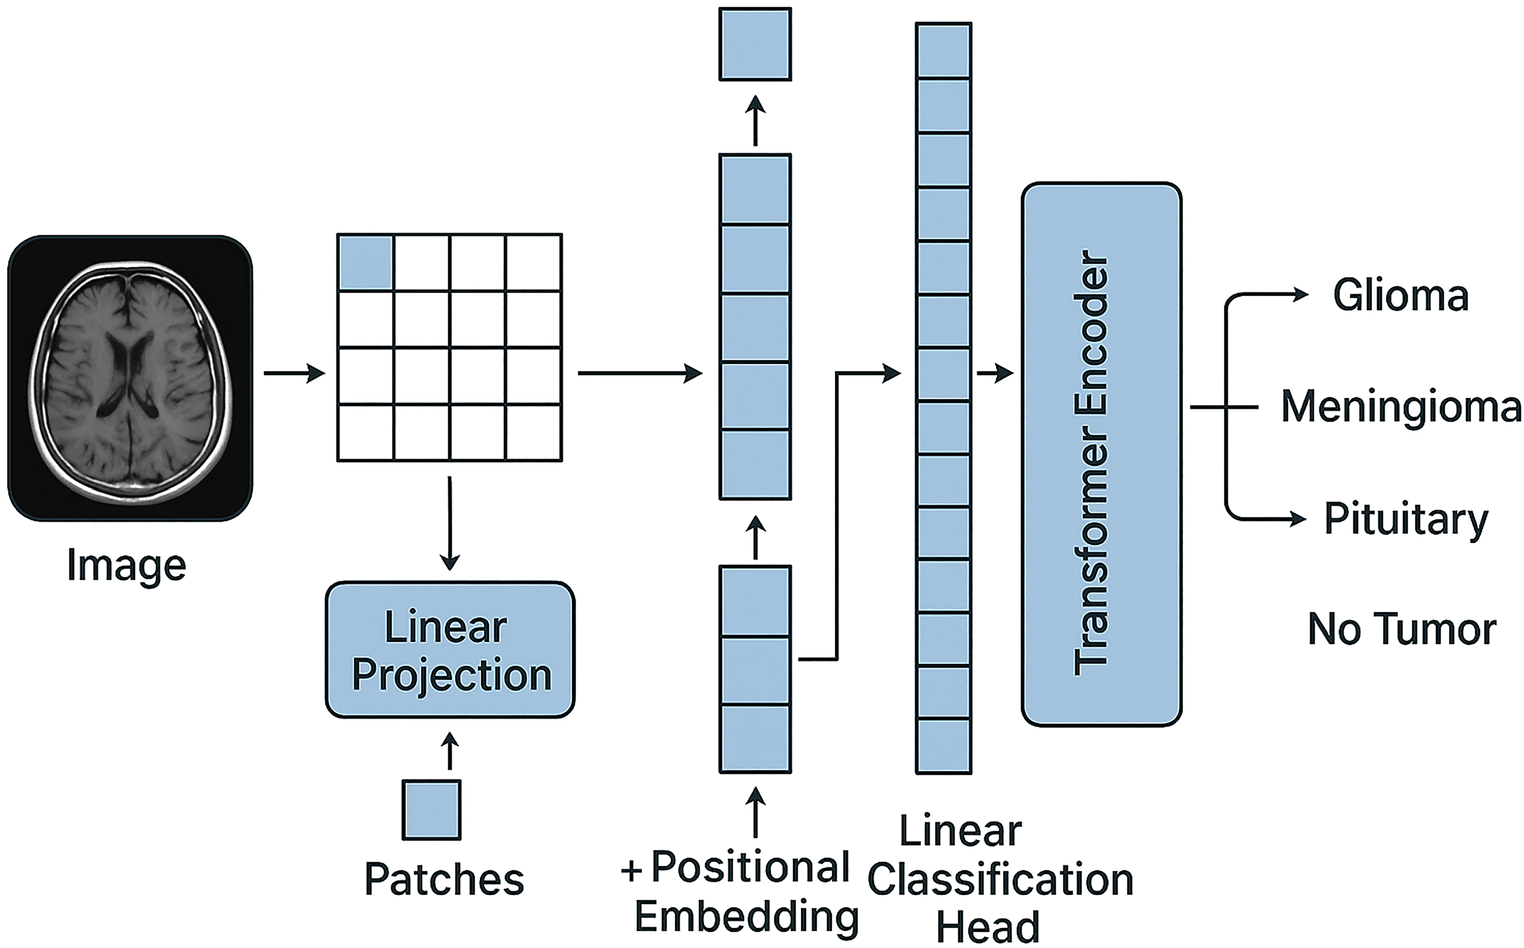 Image
Linear
Projection
Patches
+ Positional
Embedding
Linear
Classification
Head
Transformer Encoder
Glioma
Meningioma
Pituitary
No Tumor